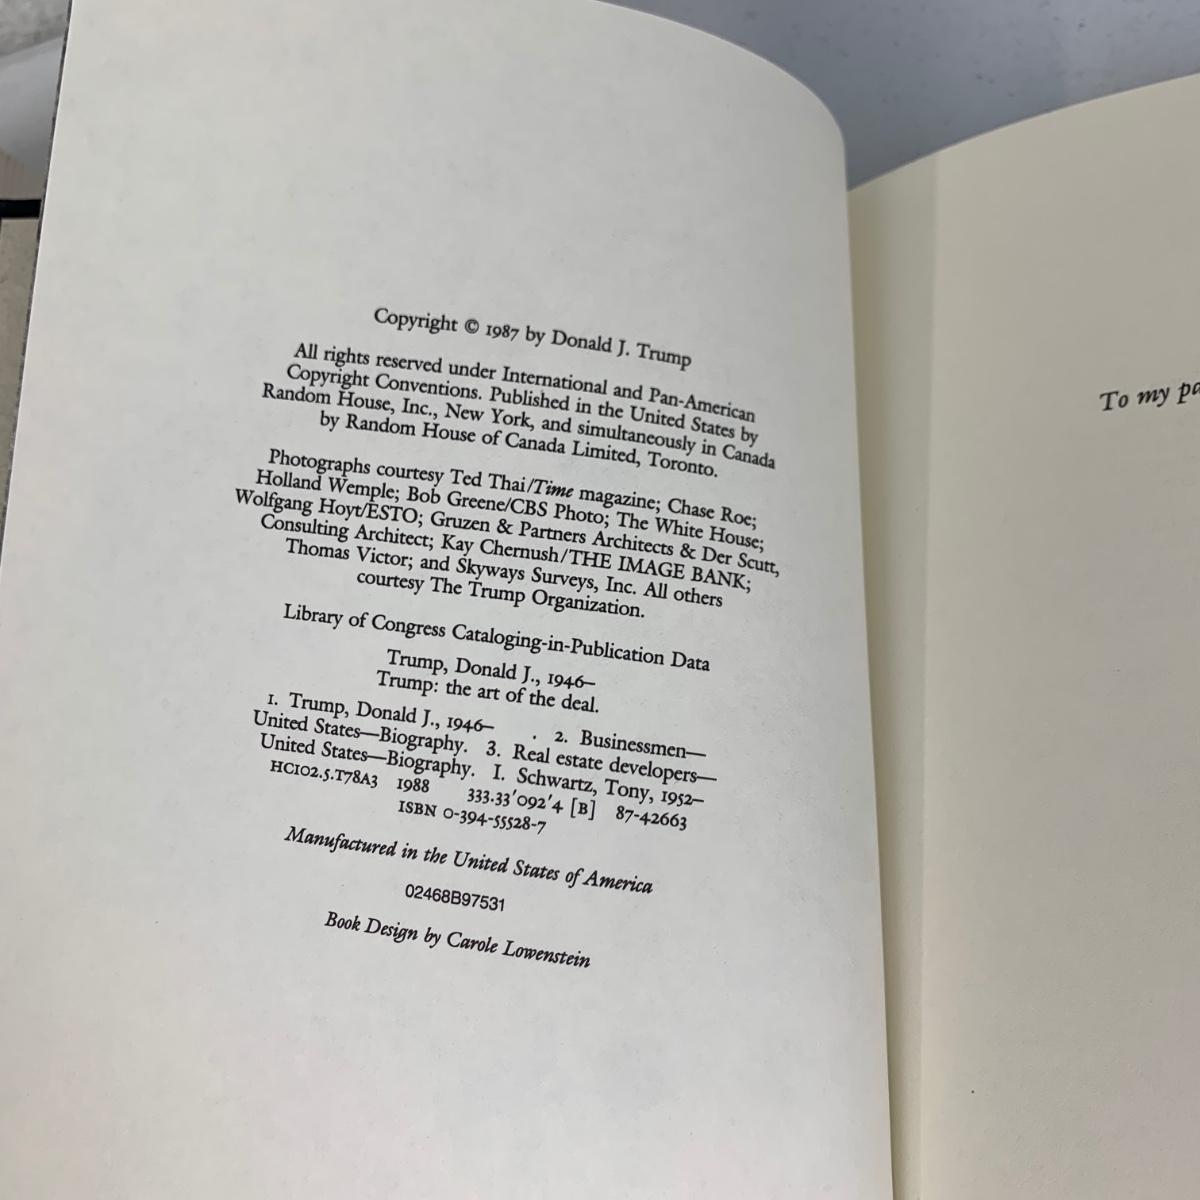 Copyright © 1987 by Donald J. Trump
All rights reserved under International and Pan-American
Copyright Conventions. Published in the United States by
Random House, Inc., New York, and simultaneously in Canada
by Random House of Canada Limited, Toronto.
Photographs courtesy Ted Thai/Time magazine; Chase Roe;
Holland Wemple; Bob Greene/CBS Photo; The White House;
Wolfgang Hoyt/ESTO; Gruzen & Partners Architects & Der Scutt,
Consulting Architect; Kay Chernush/THE IMAGE BANK;
Thomas Victor; and Skyways Surveys, Inc. All others
courtesy The Trump Organization.
Library of Congress Cataloging-in-Publication Data
Trump, Donald J., 1946–
Trump: the art of the deal.
1. Trump, Donald J., 1946– . 2. Businessmen—
United States—Biography. 3. Real estate developers—
United States—Biography. I. Schwartz, Tony, 1952–
HC102.5.T78A3 1988 333.33'092'4 [B] 87-42663
ISBN 0-394-55528-7
Manufactured in the United States of America
02468B97531
Book Design by Carole Lowenstein
To my pa